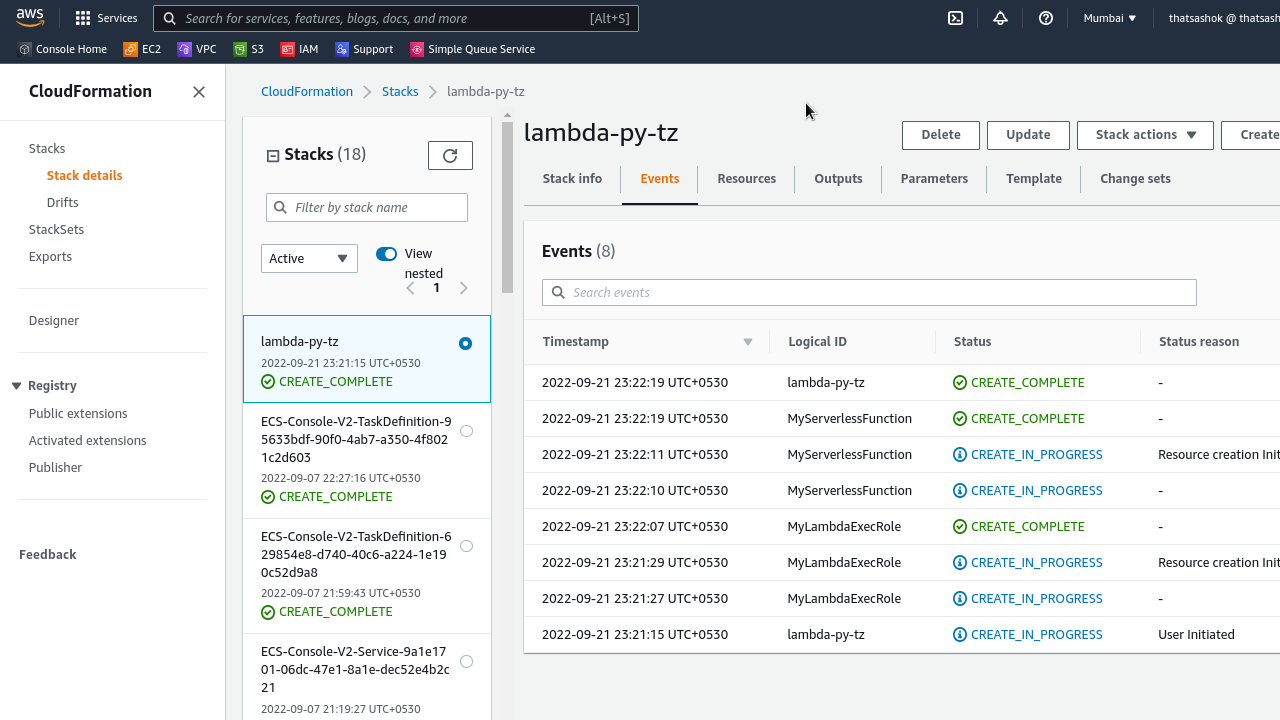 aws
Services
Search for services, features, blogs, docs, and more
[Alt+S]
Mumbai
thatsashok @ thatsash
Console Home
EC2
VPC
S3
IAM
Support
Simple Queue Service
CloudFormation
Stacks
Stack details
Drifts
StackSets
Exports
Designer
Registry
Public extensions
Activated extensions
Publisher
Feedback
CloudFormation
Stacks
lambda-py-tz
Stacks (18)
Filter by stack name
Active
View
nested
1
lambda-py-tz
2022-09-21 23:21:15 UTC+0530
CREATE_COMPLETE
ECS-Console-V2-TaskDefinition-9
5633bdf-90f0-4ab7-a350-4f802
1c2d603
2022-09-07 22:27:16 UTC+0530
CREATE_COMPLETE
ECS-Console-V2-TaskDefinition-6
29854e8-d740-40c6-a224-1e19
0c52d9a8
2022-09-07 21:59:43 UTC+0530
CREATE_COMPLETE
ECS-Console-V2-Service-9a1e17
01-06dc-47e1-8a1e-dec52e4b2c
21
2022-09-07 21:19:27 UTC+0530
lambda-py-tz
Delete
Update
Stack actions
Create
Stack info
Events
Resources
Outputs
Parameters
Template
Change sets
Events (8)
Search events
Timestamp Logical ID Status Status reason
2022-09-21 23:22:19 UTC+0530 lambda-py-tz CREATE_COMPLETE -
2022-09-21 23:22:19 UTC+0530 MyServerlessFunction CREATE_COMPLETE -
2022-09-21 23:22:11 UTC+0530 MyServerlessFunction CREATE_IN_PROGRESS Resource creation Init
2022-09-21 23:22:10 UTC+0530 MyServerlessFunction CREATE_IN_PROGRESS -
2022-09-21 23:22:07 UTC+0530 MyLambdaExecRole CREATE_COMPLETE -
2022-09-21 23:21:29 UTC+0530 MyLambdaExecRole CREATE_IN_PROGRESS Resource creation Init
2022-09-21 23:21:27 UTC+0530 MyLambdaExecRole CREATE_IN_PROGRESS -
2022-09-21 23:21:15 UTC+0530 lambda-py-tz CREATE_IN_PROGRESS User Initiated